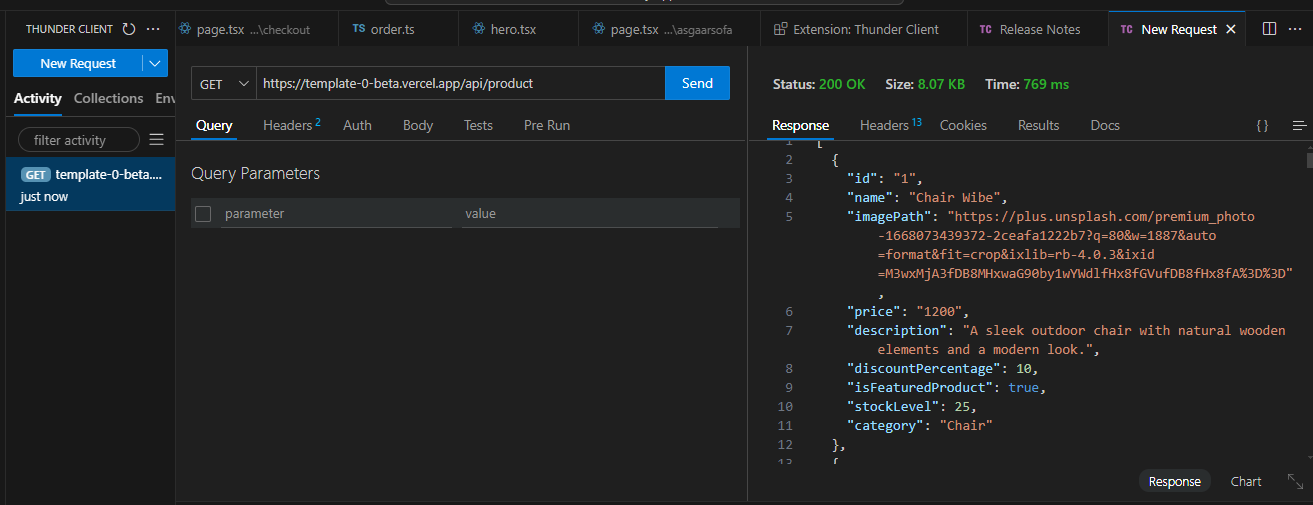 THUNDER CLIENT
page.tsx ...\checkout
TS order.ts
hero.tsx
page.tsx ...\asgaarsofa
Extension: Thunder Client
TC Release Notes
TC New Request
New Request
Activity Collections Env
filter activity
GET template-0-beta....
just now
GET https://template-0-beta.vercel.app/api/product Send
Query Headers 2 Auth Body Tests Pre Run
Query Parameters
parameter value
Status: 200 OK Size: 8.07 KB Time: 769 ms
Response Headers 13 Cookies Results Docs {}
1 [
2 {
3 "id": "1",
4 "name": "Chair Wibe",
5 "imagePath": "https://plus.unsplash.com/premium_photo
-1668073439372-2ceafa1222b7?q=80&w=1887&auto
=format&fit=crop&ixlib=rb-4.0.3&ixid
=M3wxMjA3fDB8MHxwaG90by1wYWdlfHx8fGVufDB8fHx8fA%3D%3D"
,
6 "price": "1200",
7 "description": "A sleek outdoor chair with natural wooden
elements and a modern look.",
8 "discountPercentage": 10,
9 "isFeaturedProduct": true,
10 "stockLevel": 25,
11 "category": "Chair"
12 },
13 {
Response Chart